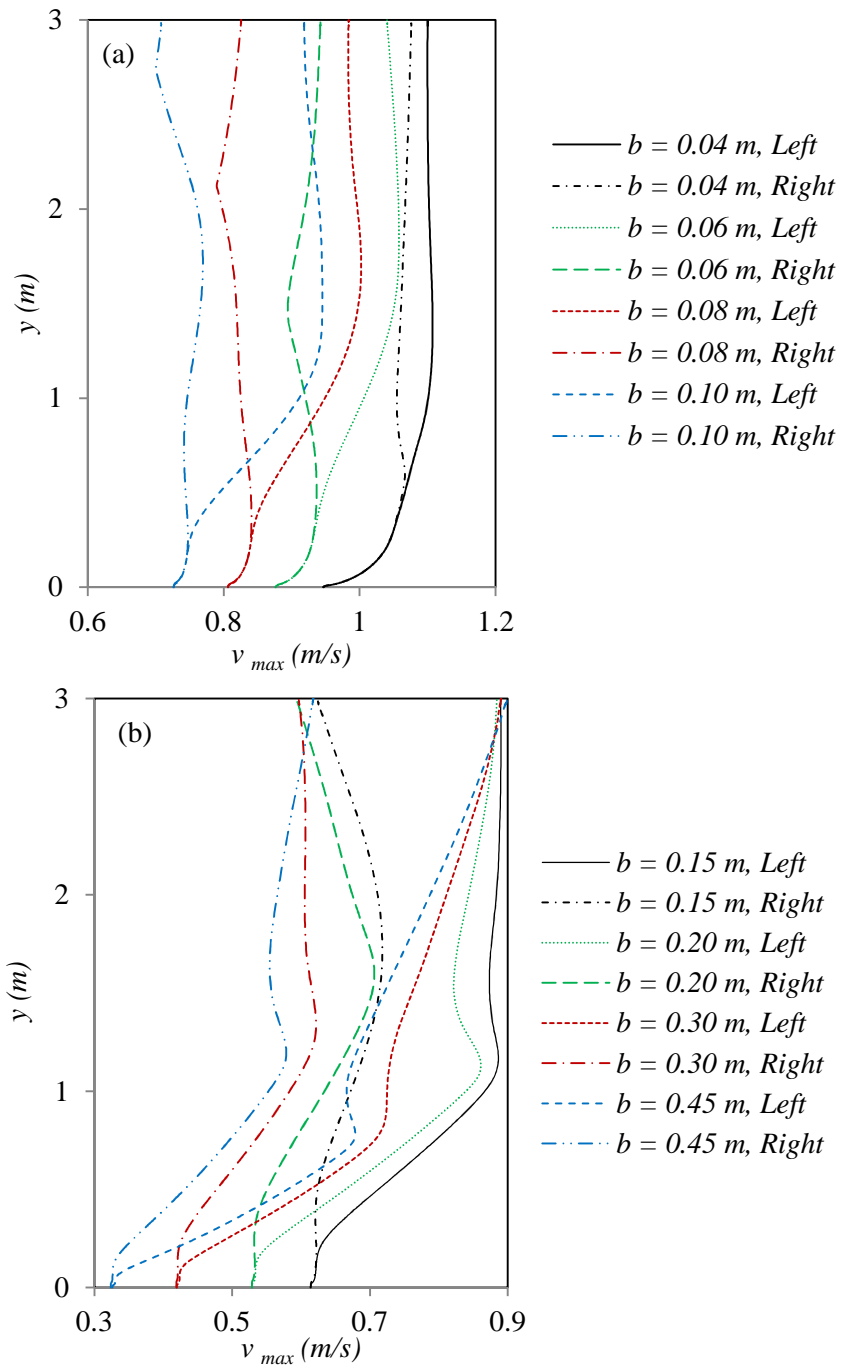 3
(a)
2
y (m)
1
0
0.6 0.8 1 1.2
v max (m/s)
b = 0.04 m, Left
b = 0.04 m, Right
b = 0.06 m, Left
b = 0.06 m, Right
b = 0.08 m, Left
b = 0.08 m, Right
b = 0.10 m, Left
b = 0.10 m, Right
3
(b)
2
y (m)
1
0
0.3 0.5 0.7 0.9
v max (m/s)
b = 0.15 m, Left
b = 0.15 m, Right
b = 0.20 m, Left
b = 0.20 m, Right
b = 0.30 m, Left
b = 0.30 m, Right
b = 0.45 m, Left
b = 0.45 m, Right